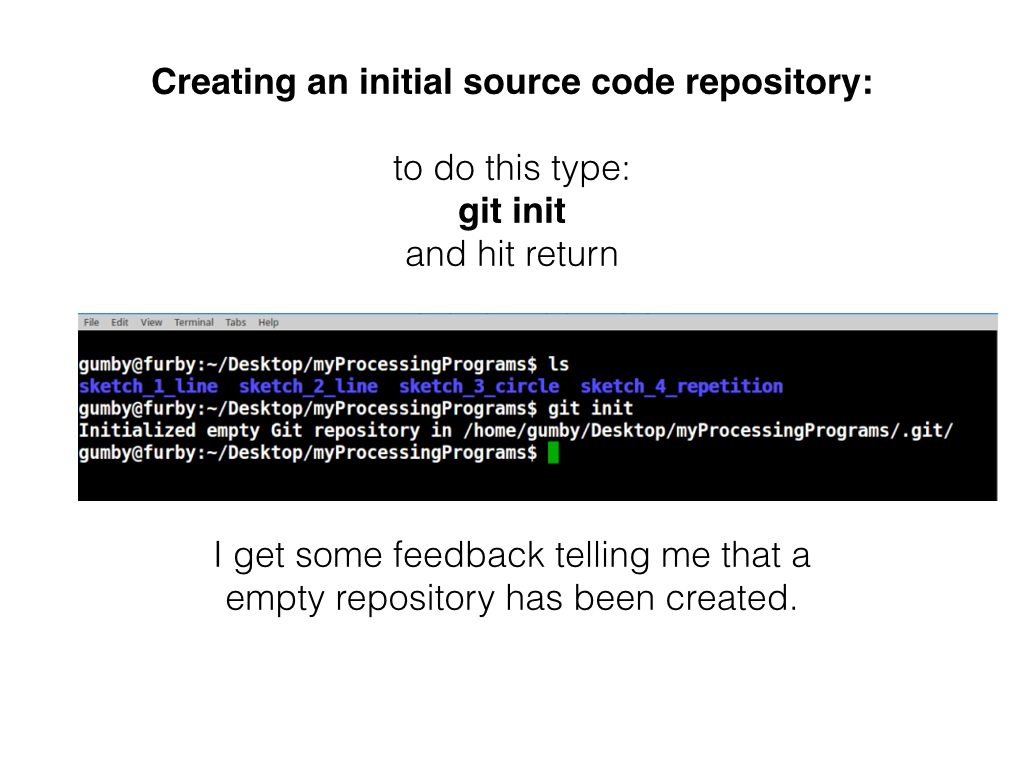 Creating an initial source code repository:
to do this type:
git init
and hit return
File Edit View Terminal Tabs Help
gumby@furby:~/Desktop/myProcessingPrograms$ ls
sketch_1_line  sketch_2_line  sketch_3_circle  sketch_4_repetition
gumby@furby:~/Desktop/myProcessingPrograms$ git init
Initialized empty Git repository in /home/gumby/Desktop/myProcessingPrograms/.git/
gumby@furby:~/Desktop/myProcessingPrograms$
I get some feedback telling me that a
empty repository has been created.